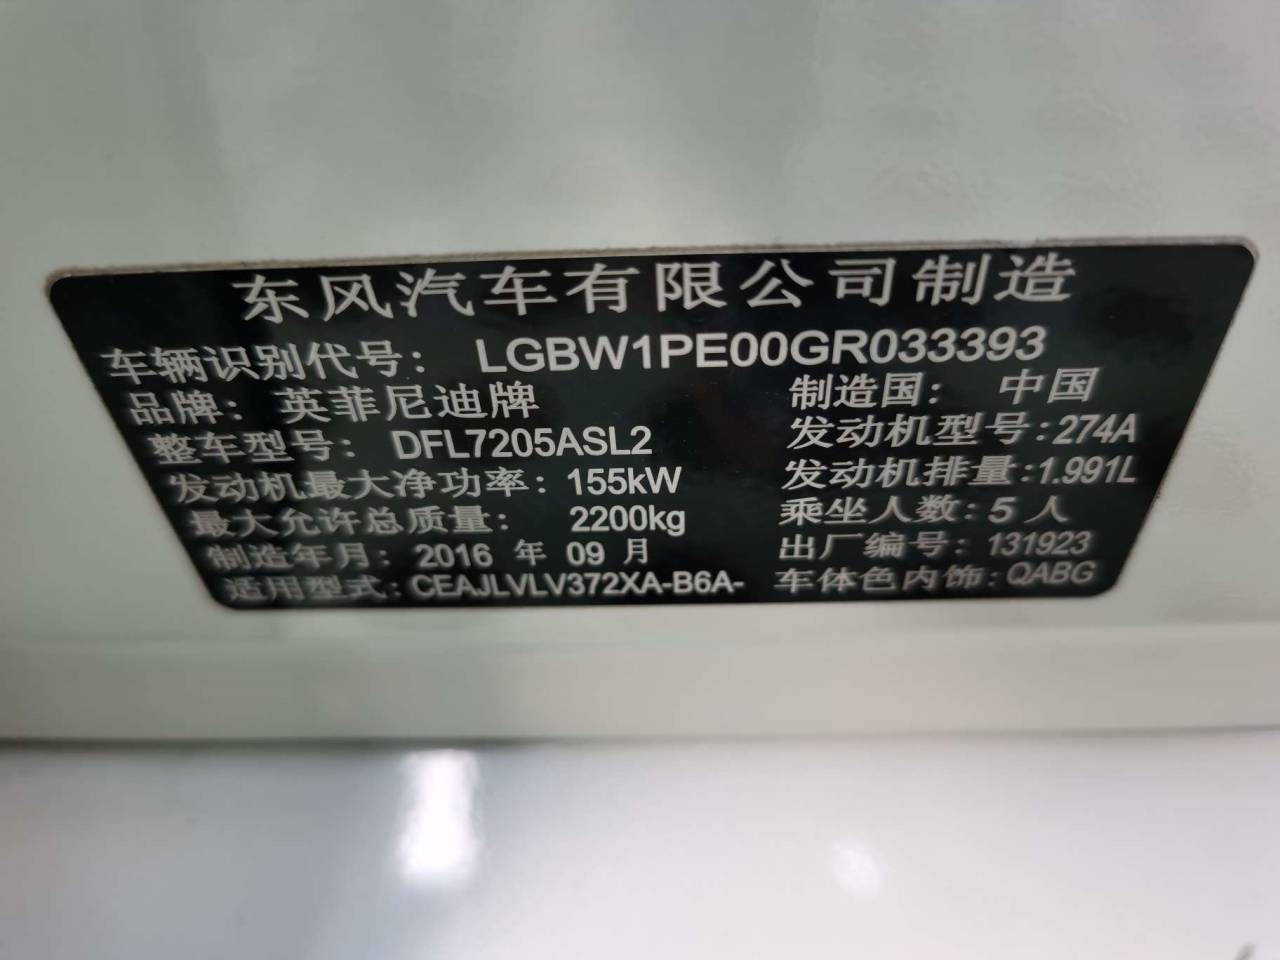 东风汽车有限公司制造
车辆识别代号: LGBW1PE00GR033393
品牌: 英菲尼迪牌 制造国: 中国
整车型号: DFL7205ASL2 发动机型号:274A
发动机最大净功率: 155kW 发动机排量:1.991L
最大允许总质量: 2200kg 乘坐人数:5人
制造年月: 2016 年 09 月 出厂编号: 131923
适用型式: CEAJLVLV372XA-B6A- 车体色内饰:QABG